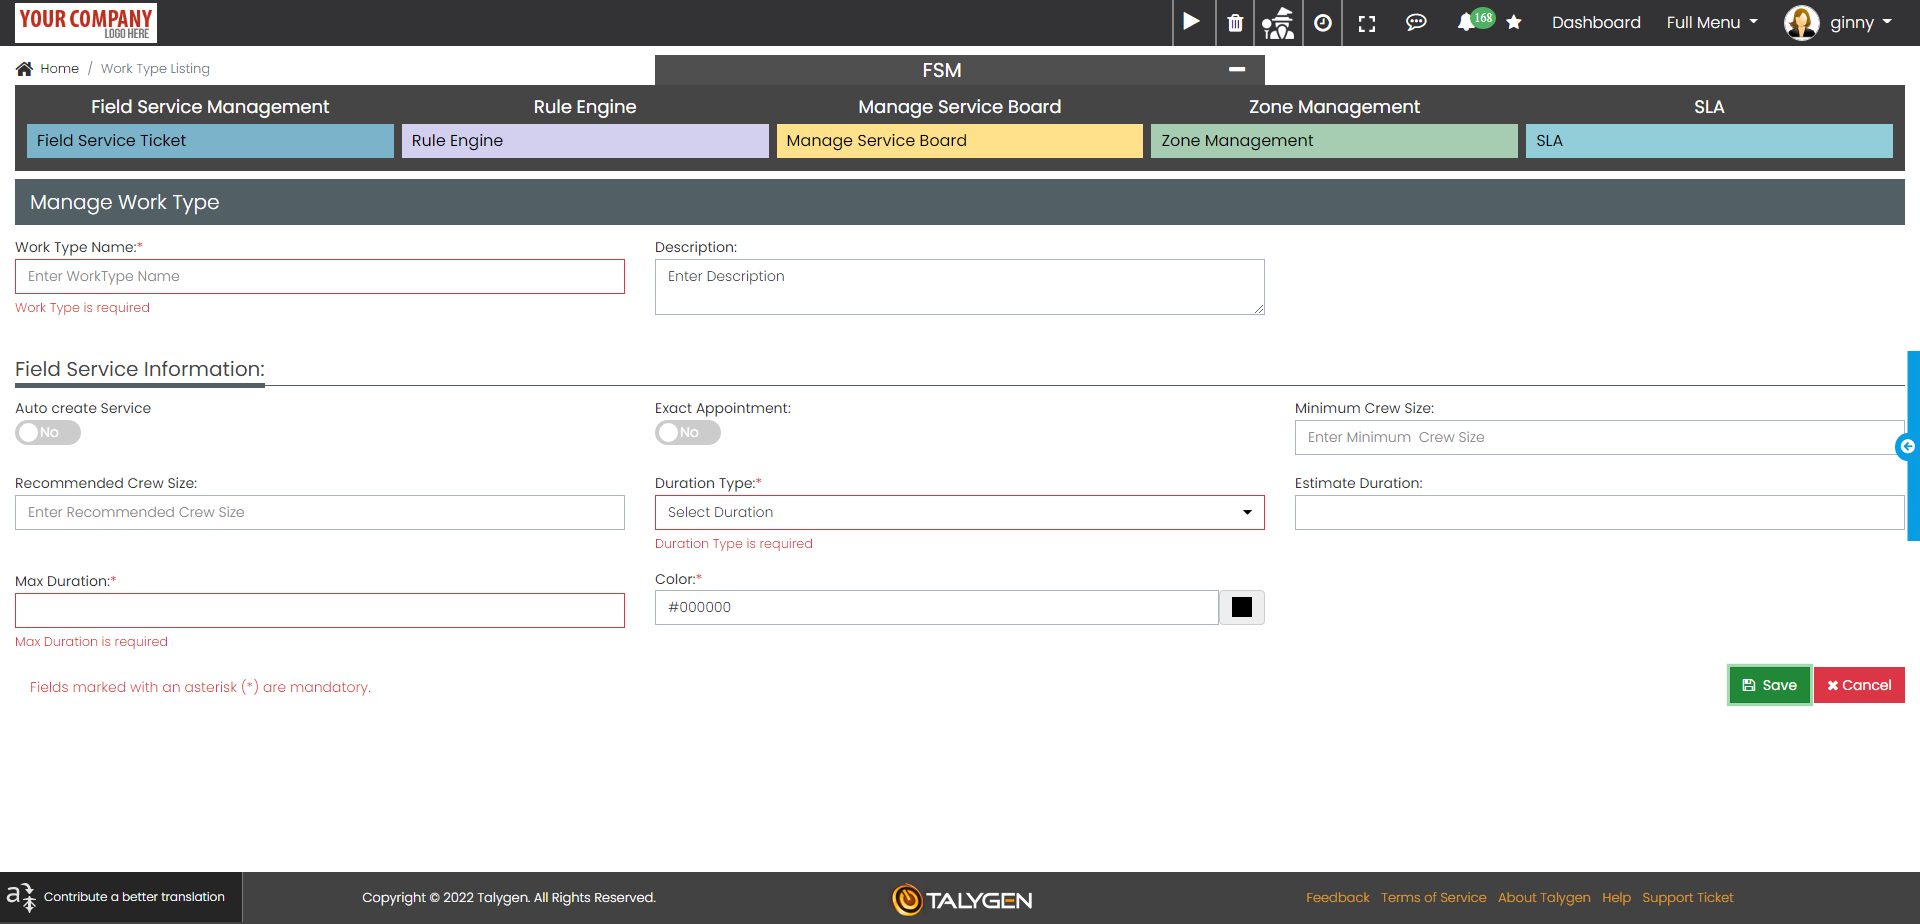 YOUR COMPANY
LOGO HERE
168
Dashboard
Full Menu
ginny
Home / Work Type Listing
FSM
Field Service Management
Rule Engine
Manage Service Board
Zone Management
SLA
Field Service Ticket
Rule Engine
Manage Service Board
Zone Management
SLA
Manage Work Type
Work Type Name:*
Description:
Enter WorkType Name
Enter Description
Work Type is required
Field Service Information:
Auto create Service
Exact Appointment:
Minimum Crew Size:
No
No
Enter Minimum Crew Size
Recommended Crew Size:
Duration Type:*
Estimate Duration:
Enter Recommended Crew Size
Select Duration
Duration Type is required
Max Duration:*
Color:*
#000000
Max Duration is required
Fields marked with an asterisk (*) are mandatory.
Save
Cancel
Contribute a better translation
Copyright © 2022 Talygen. All Rights Reserved.
TALYGEN
Feedback Terms of Service About Talygen Help Support Ticket